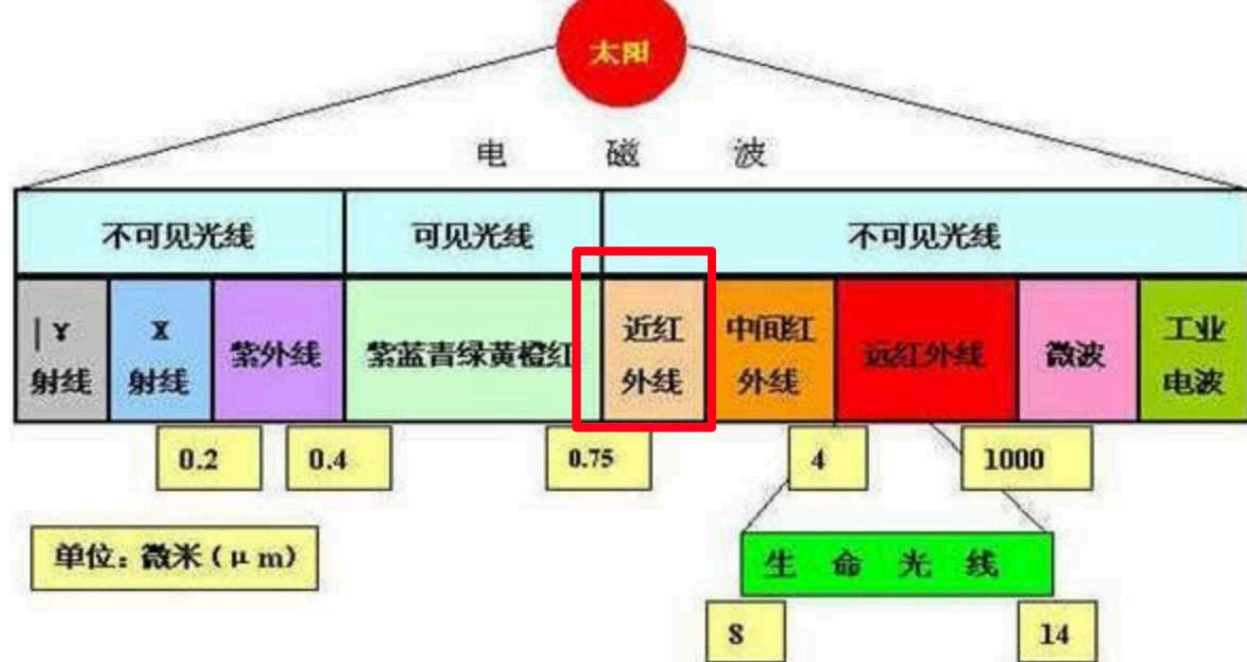 太阳
电 磁 波
不可见光线
可见光线
不可见光线
|Y
射线
X
射线
紫外线
紫蓝青绿黄橙红
近红
外线
中间红
外线
远红外线
微波
工业
电波
0.2
0.4
0.75
4
1000
单位：微米（μm）
生 命 光 线
8
14